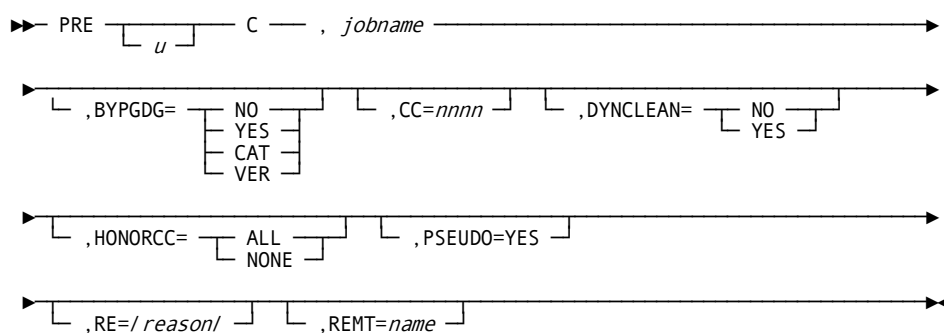 PRE u C , jobname
,BYPGDG= NO ,CC=nnnn ,DYNCLEAN= NO
YES YES
CAT
VER
,HONORCC= ALL ,PSEUDO=YES
NONE
,RE=/reason/ ,REMT=name